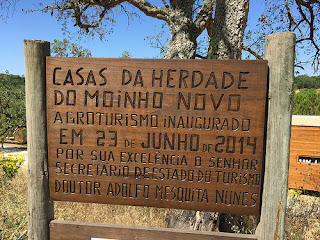 CASAS DA HERDADE
DO MOINHO NOVO
AGROTURISMO INAUGURADO
EM 23 DE JUNHO DE 2014
POR SUA EXCELÊNCIA O SENHOR
SECRETÁRIO DE ESTADO DO TURISMO
DOUTOR ADOLFO MESQUITA NUNES